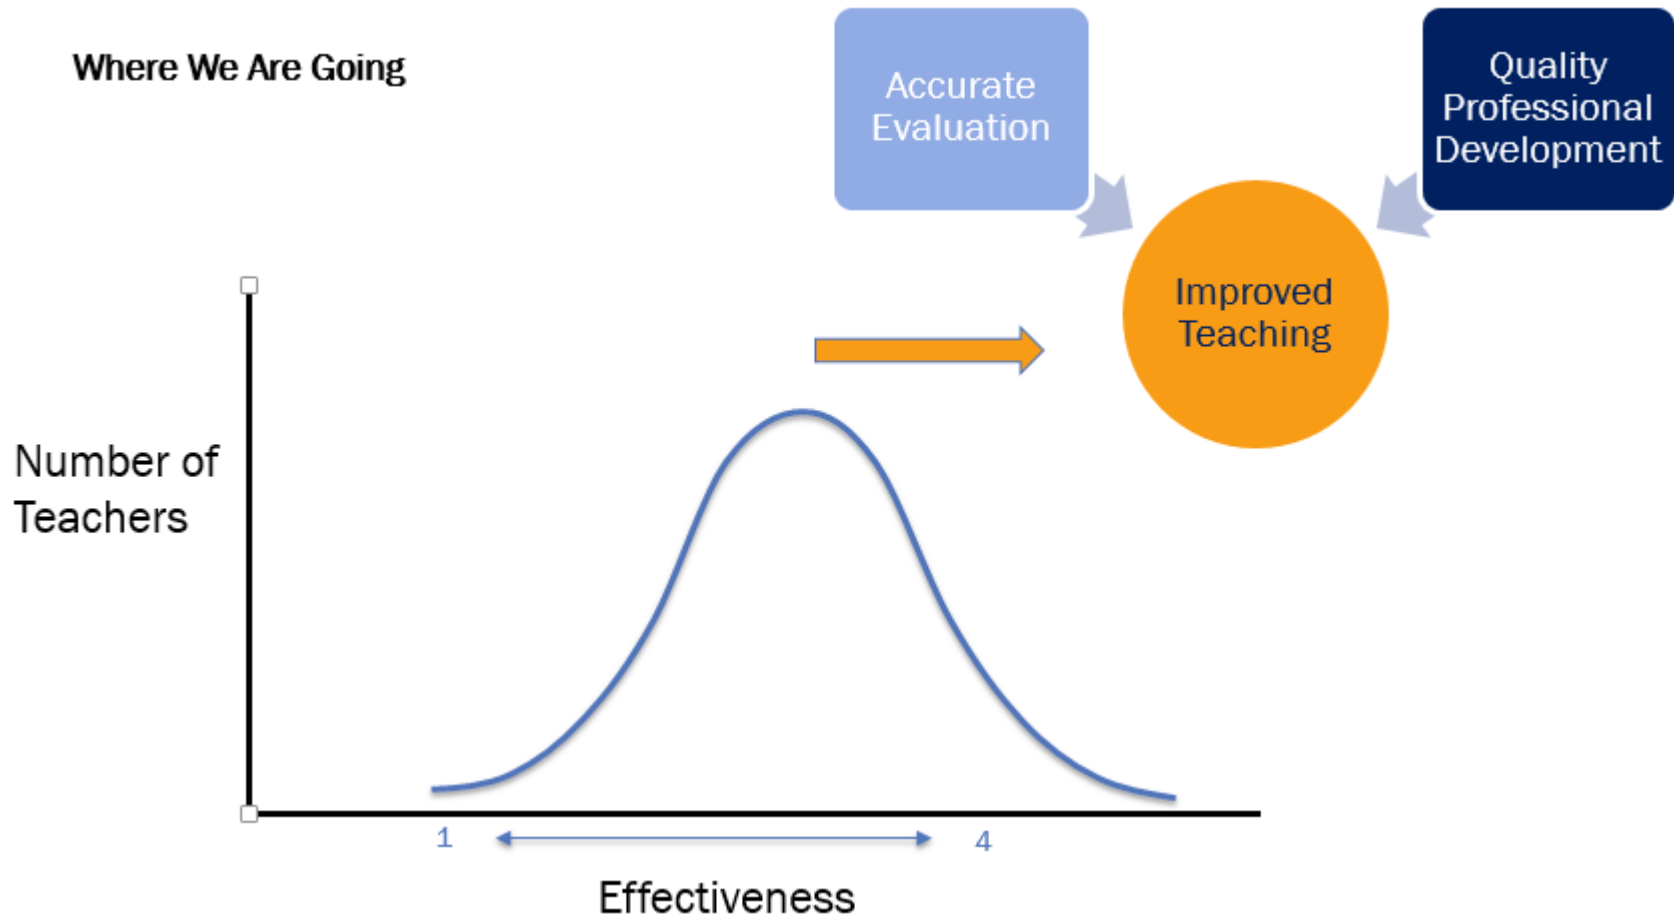 Where We Are Going
Accurate
Evaluation
Quality
Professional
Development
Improved
Teaching
Number of
Teachers
1
4
Effectiveness